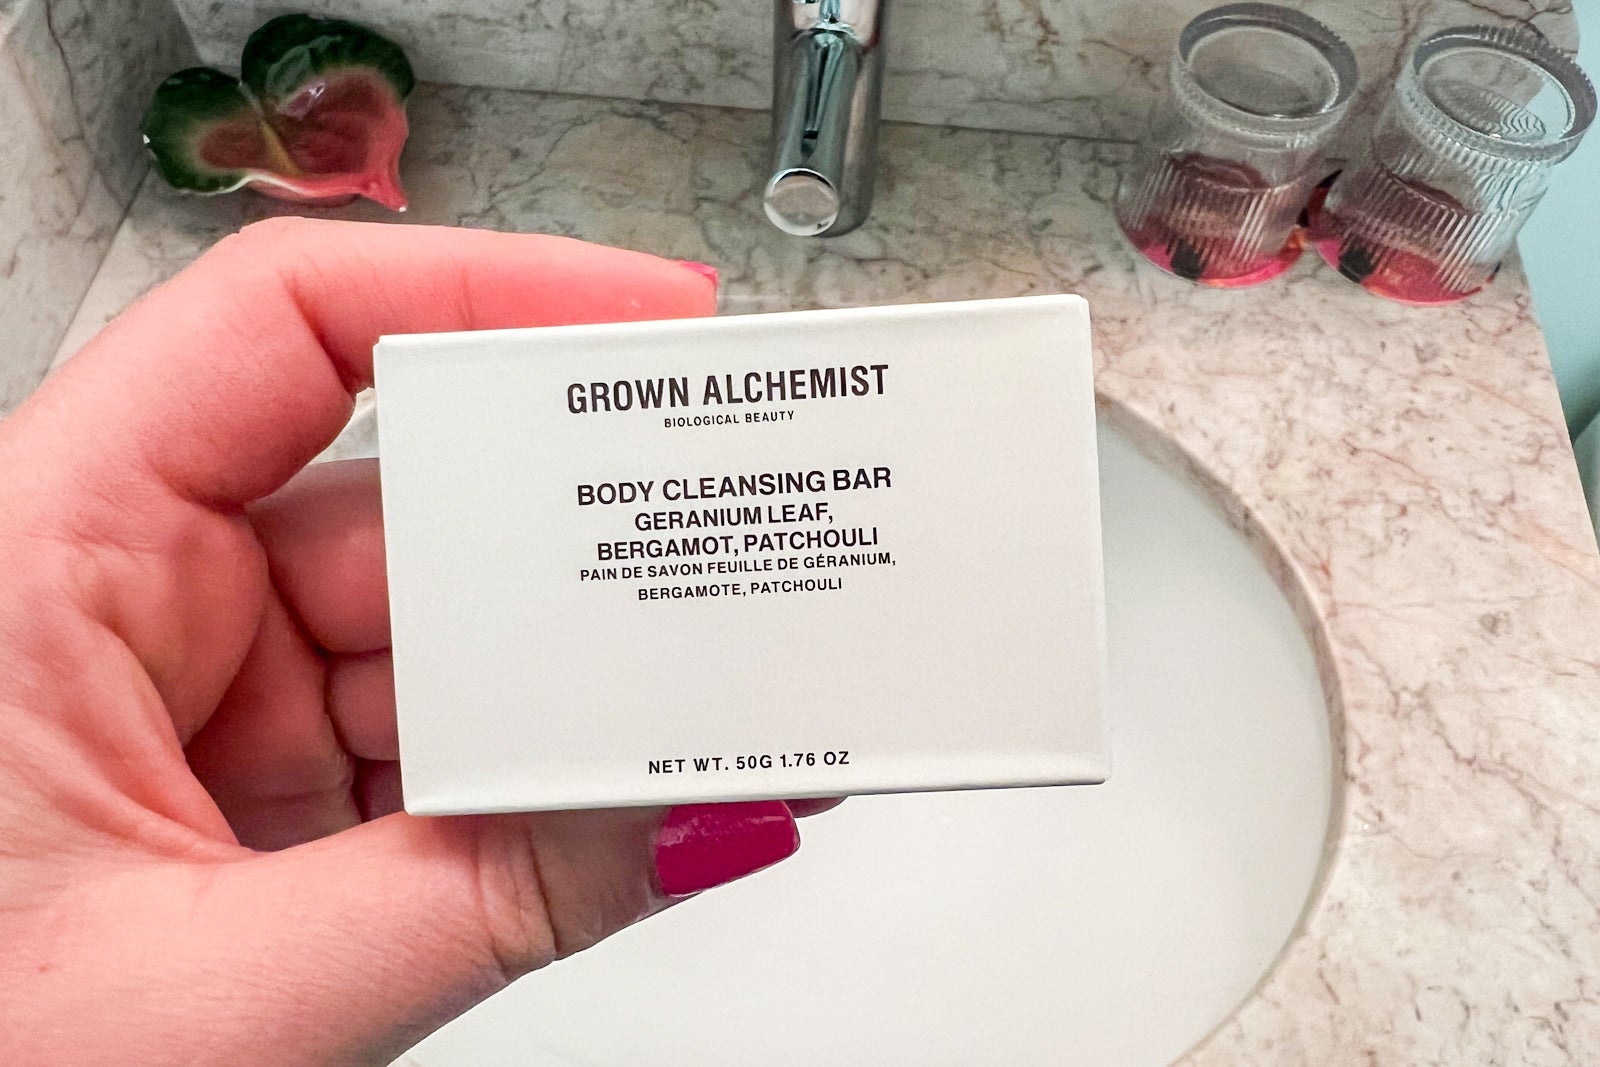 GROWN ALCHEMIST
BIOLOGICAL BEAUTY
BODY CLEANSING BAR
GERANIUM LEAF,
BERGAMOT, PATCHOULI
PAIN DE SAVON FEUILLE DE GÉRANIUM,
BERGAMOTE, PATCHOULI
NET WT. 50G 1.76 OZ